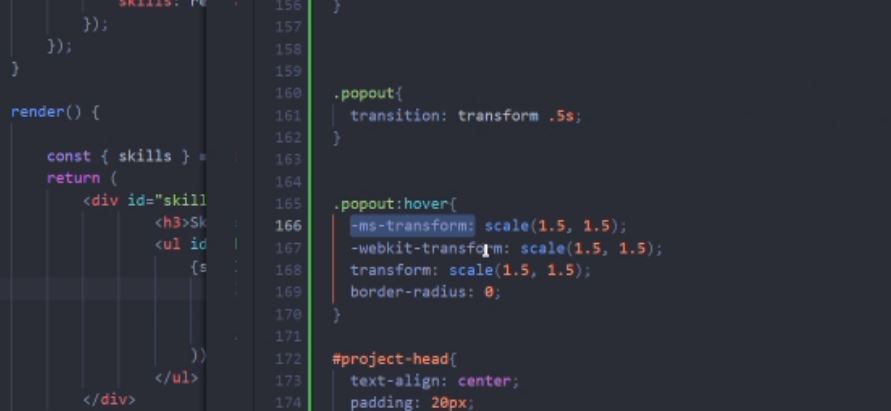 skills: re
});
});
}
render() {
const { skills } =
return (
<div id="skill
<h3>Sk
<ul id
{s
))
</ul>
</div>
156 }
157
158
159
160 .popout{
161 transition: transform .5s;
162 }
163
164
165 .popout:hover{
166 -ms-transform: scale(1.5, 1.5);
167 -webkit-transform: scale(1.5, 1.5);
168 transform: scale(1.5, 1.5);
169 border-radius: 0;
170 }
171
172 #project-head{
173 text-align: center;
174 padding: 20px;